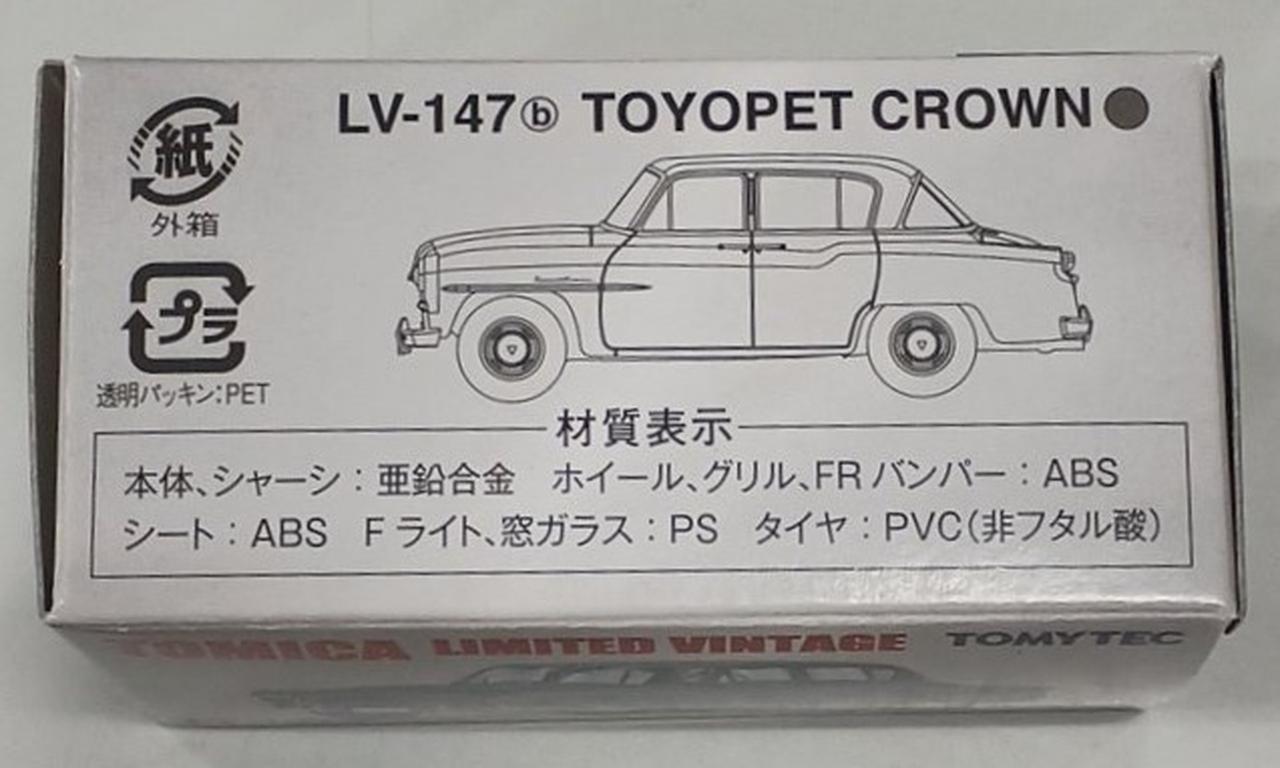 LV-147ⓑ TOYOPET CROWN
紙
外箱
プラ
透明パッキン:PET
材質表示
本体、シャーシ:亜鉛合金 ホイール、グリル、FRバンパー:ABS
シート:ABS Fライト、窓ガラス:PS タイヤ:PVC(非フタル酸)
TOMICA LIMITED VINTAGE TOMYTEC